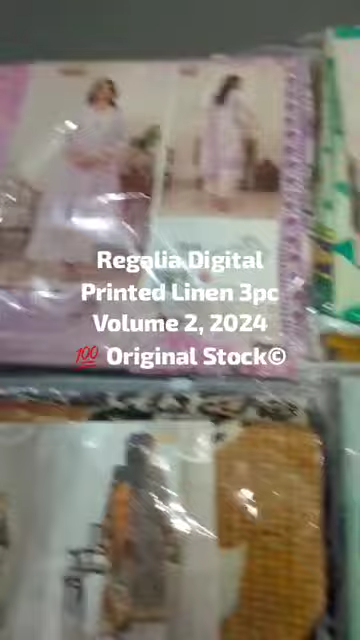 Regalia Digital
Printed Linen 3pc
Volume 2, 2024
💯 Original Stock©